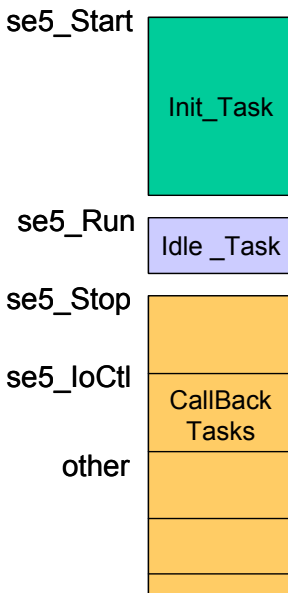 se5_Start
Init_Task
se5_Run
Idle _Task
se5_Stop
se5_IoCtl
CallBack
Tasks
other